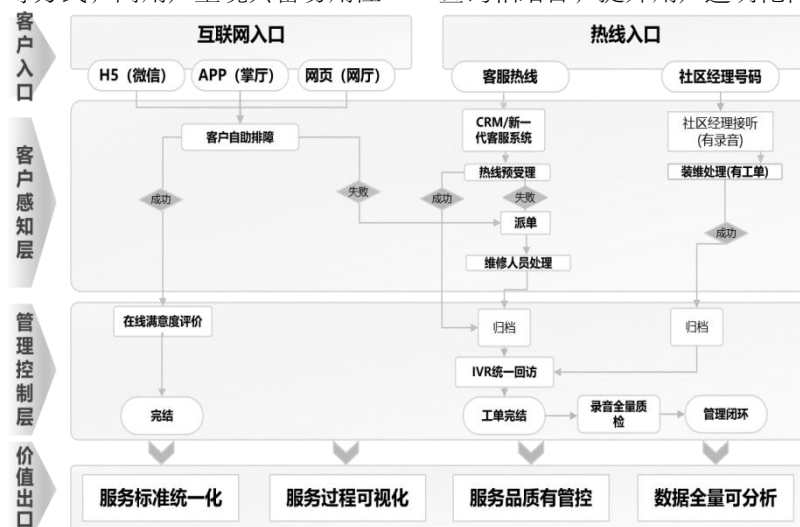 客户入口
互联网入口
热线入口
H5（微信）
APP（掌厅）
网页（网厅）
客服热线
社区经理号码
客户感知层
客户自助排障
CRM/新一
代客服系统
社区经理接听
(有录音)
热线预受理
装维处理(有工单)
成功
失败
成功
失败
派单
成功
维修人员处理
管理控制层
在线满意度评价
归档
归档
IVR统一回访
完结
工单完结
录音全量质
检
管理闭环
价值出口
服务标准统一化
服务过程可视化
服务品质有管控
数据全量可分析